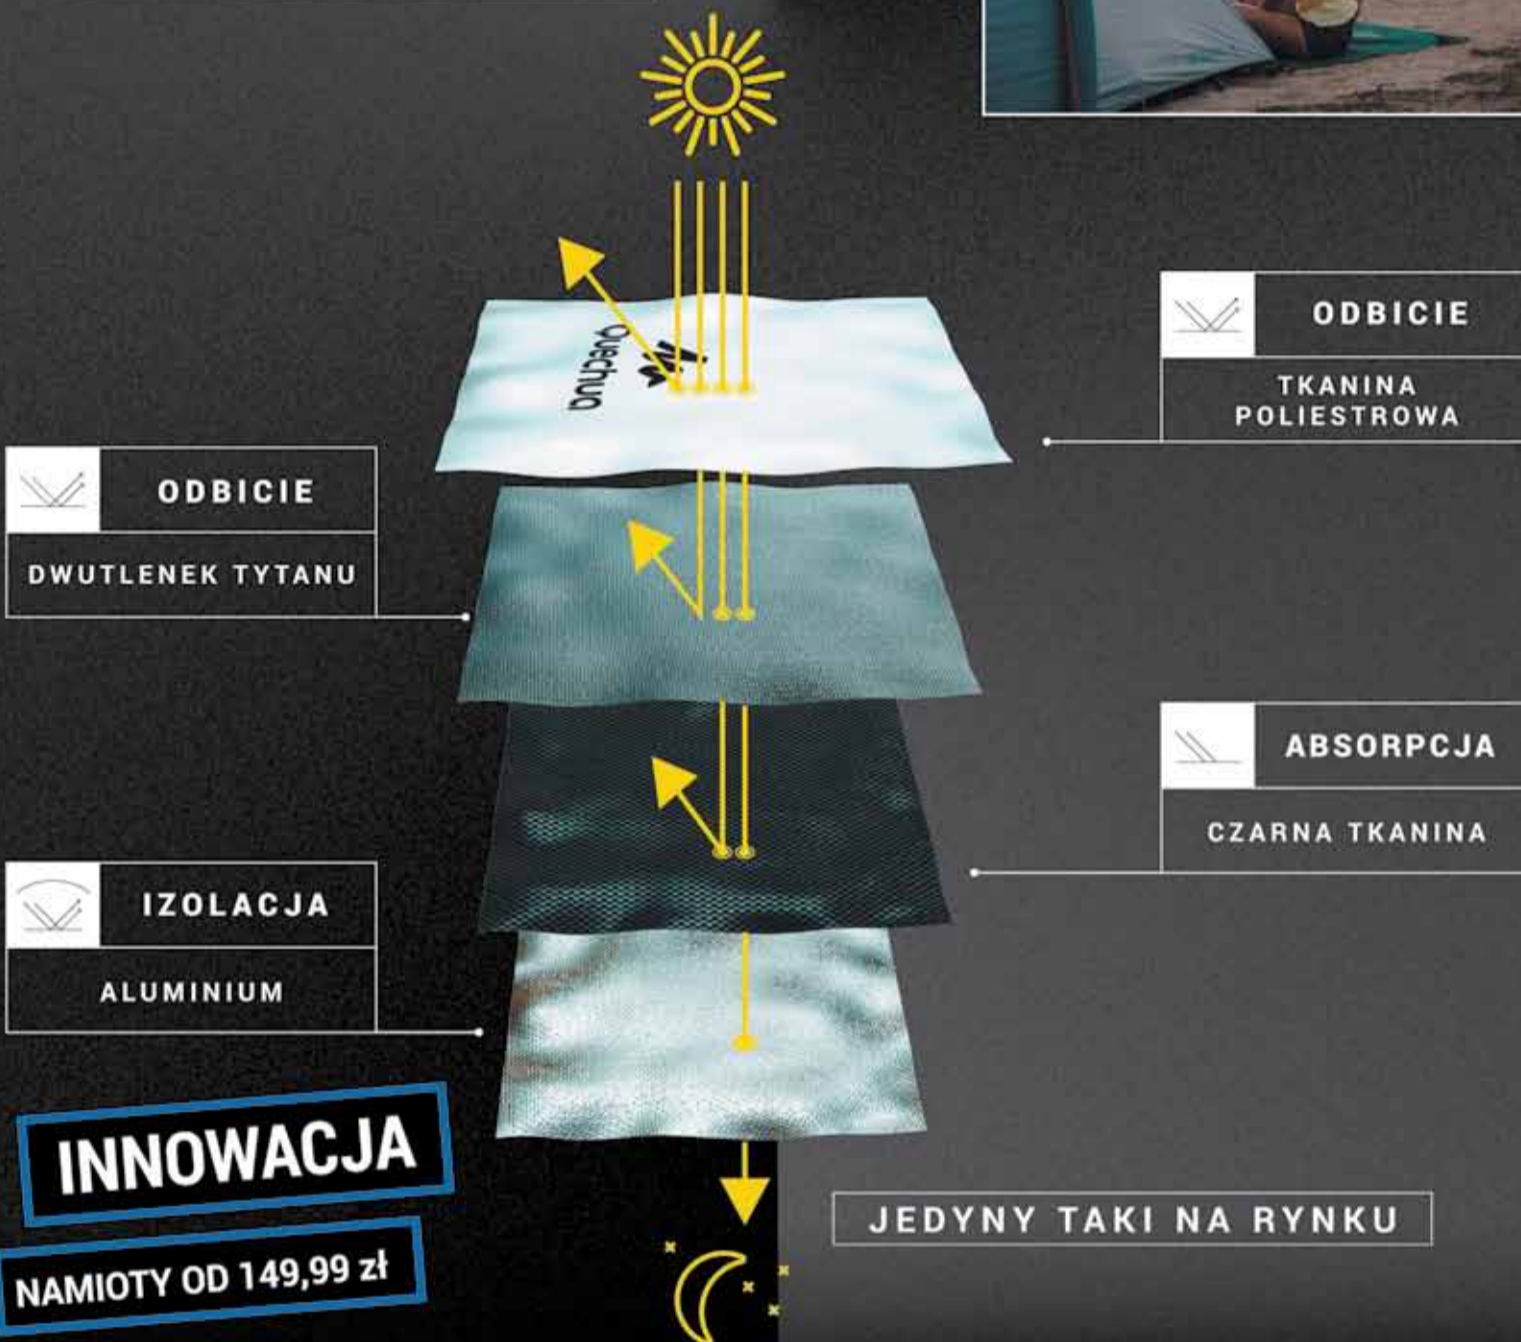 Quechua
ODBICIE
TKANINA
POLIESTROWA
ODBICIE
DWUTLENEK TYTANU
ABSORPCJA
CZARNA TKANINA
IZOLACJA
ALUMINIUM
INNOWACJA
NAMIOTY OD 149,99 zł
JEDYNY TAKI NA RYNKU